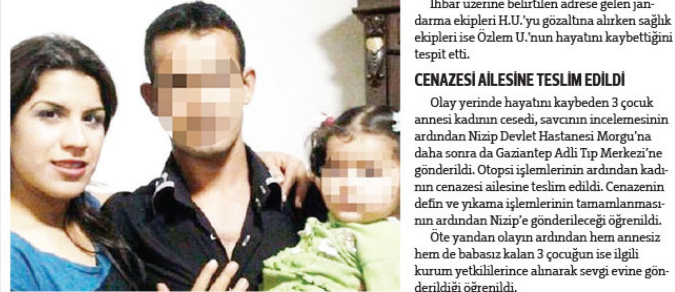 İhbar üzerine belirtilen adrese gelen jan-
darma ekipleri H.U.'yu gözaltına alırken sağlık
ekipleri ise Özlem U.'nun hayatını kaybettiğini
tespit etti.
CENAZESİ AİLESİNE TESLİM EDİLDİ
Olay yerinde hayatını kaybeden 3 çocuk
annesi kadının cesedi, savcının incelemesinin
ardından Nizip Devlet Hastanesi Morgu'na
daha sonra da Gaziantep Adli Tıp Merkezi'ne
gönderildi. Otopsi işlemlerinin ardından kadı-
nın cenazesi ailesine teslim edildi. Cenazenin
defin ve yıkama işlemlerinin tamamlanması-
nın ardından Nizip'e gönderileceği öğrenildi.
Öte yandan olayın ardından hem annesiz
hem de babasız kalan 3 çocuğun ise ilgili
kurum yetkililerince alınarak sevgi evine gön-
derildiği öğrenildi.